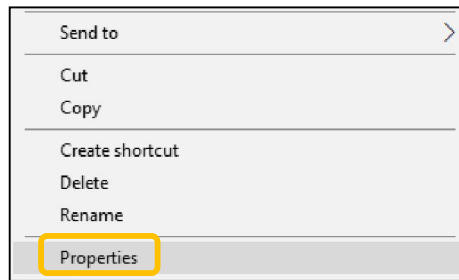 Send to
Cut
Copy
Create shortcut
Delete
Rename
Properties